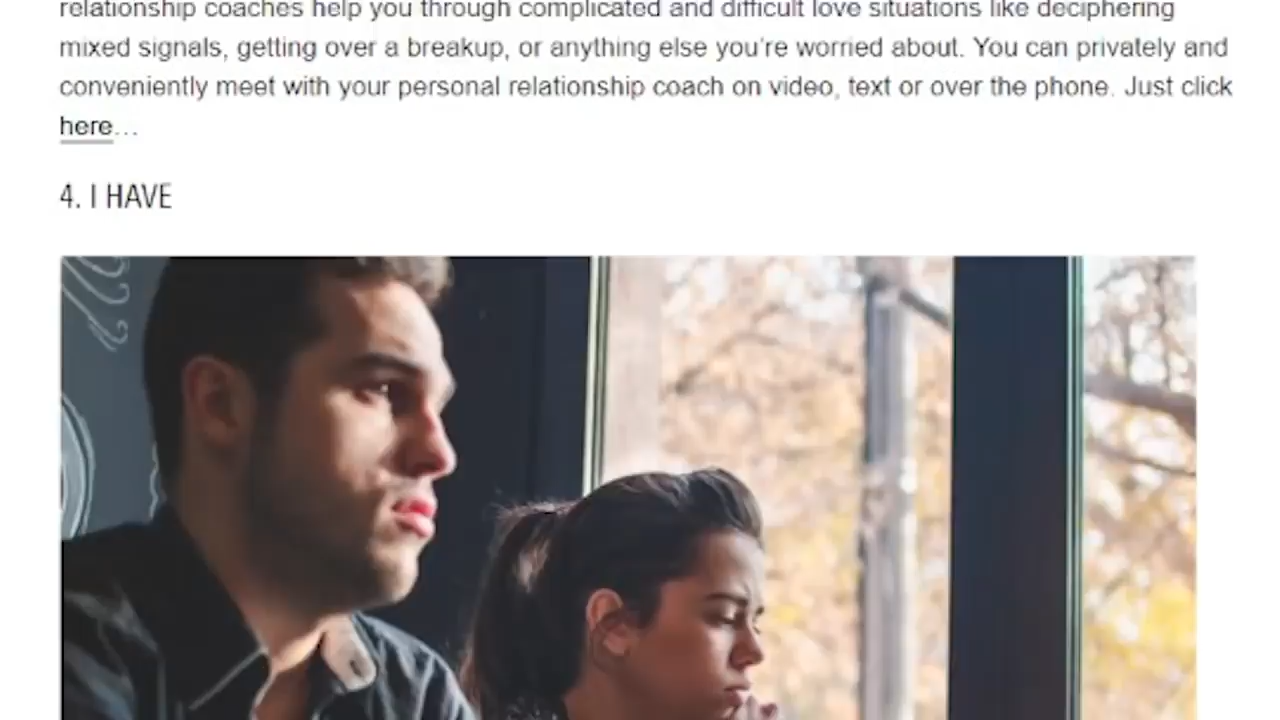 relationship coaches help you through complicated and difficult love situations like deciphering
mixed signals, getting over a breakup, or anything else you're worried about. You can privately and
conveniently meet with your personal relationship coach on video, text or over the phone. Just click
here…
4. I HAVE